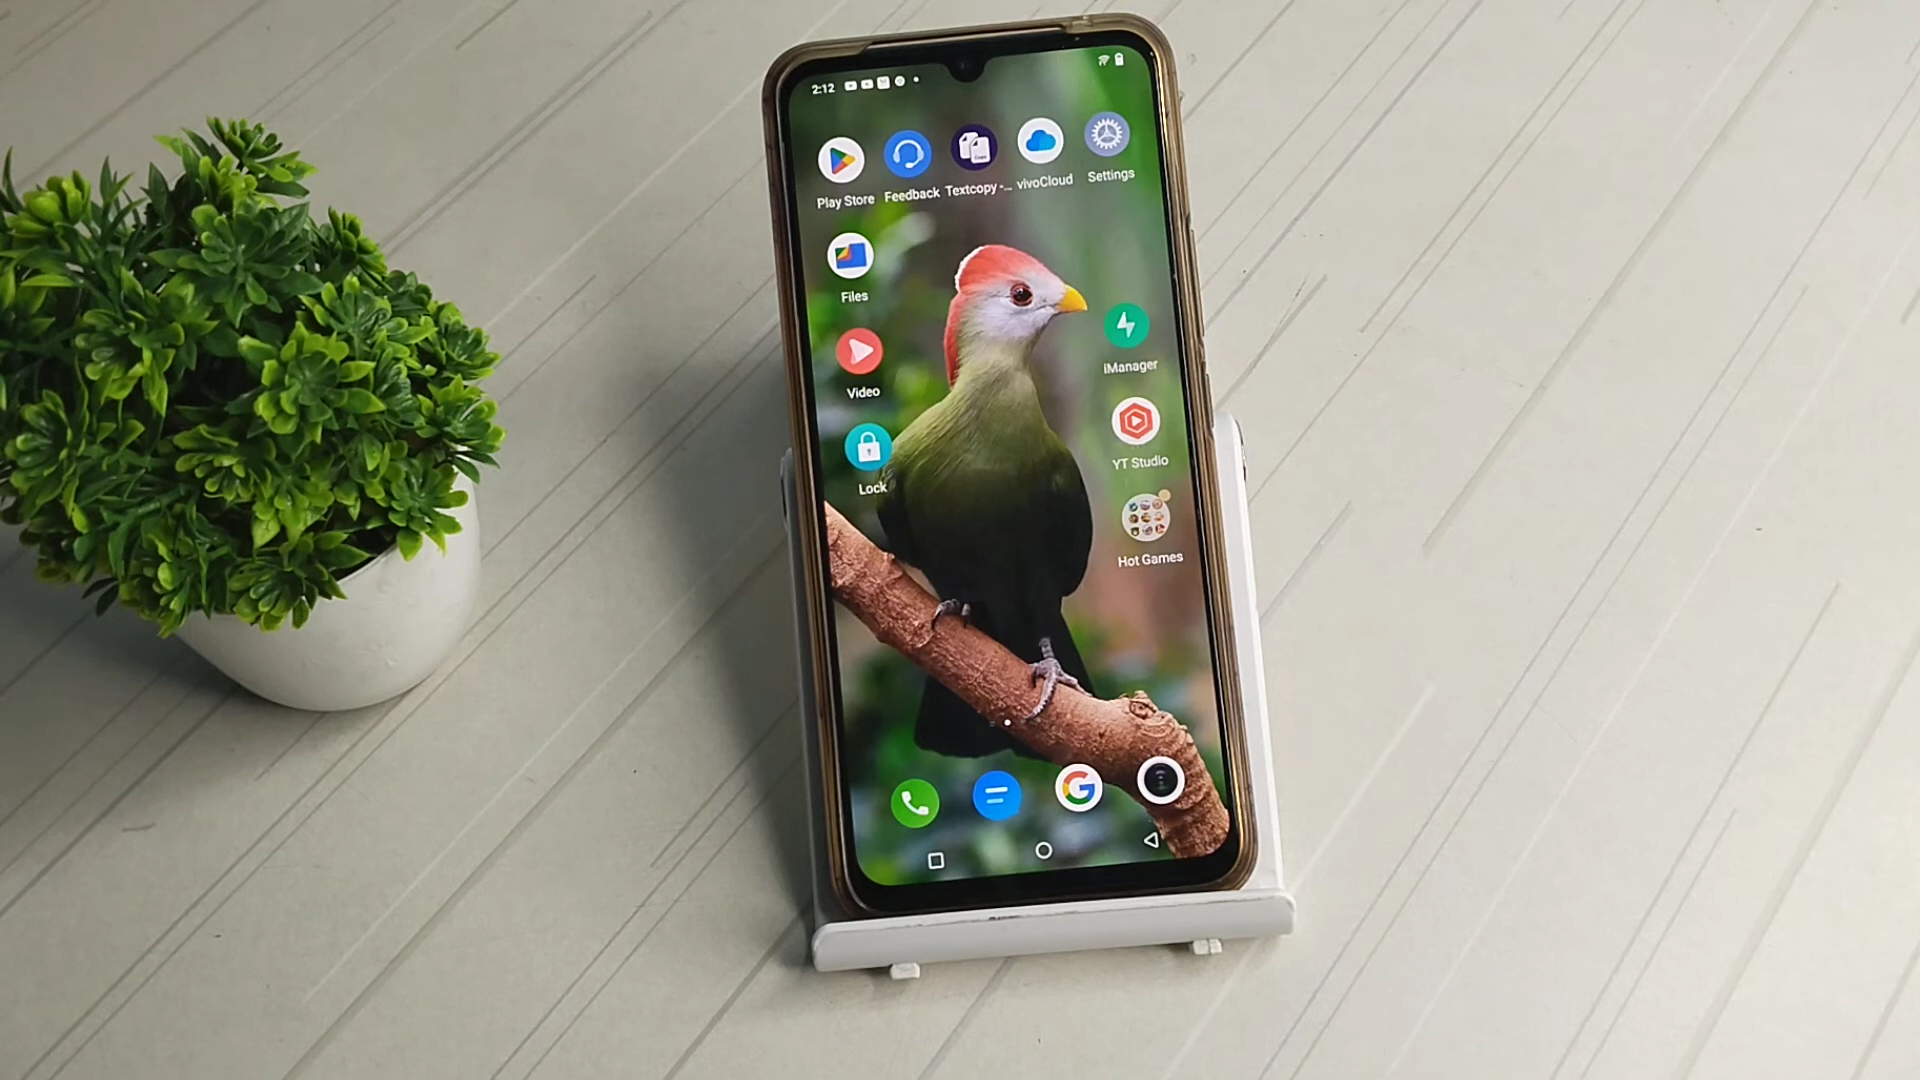 2:12
Play Store Feedback Textcopy -... vivoCloud Settings
Files
Video iManager
Lock YT Studio
Hot Games